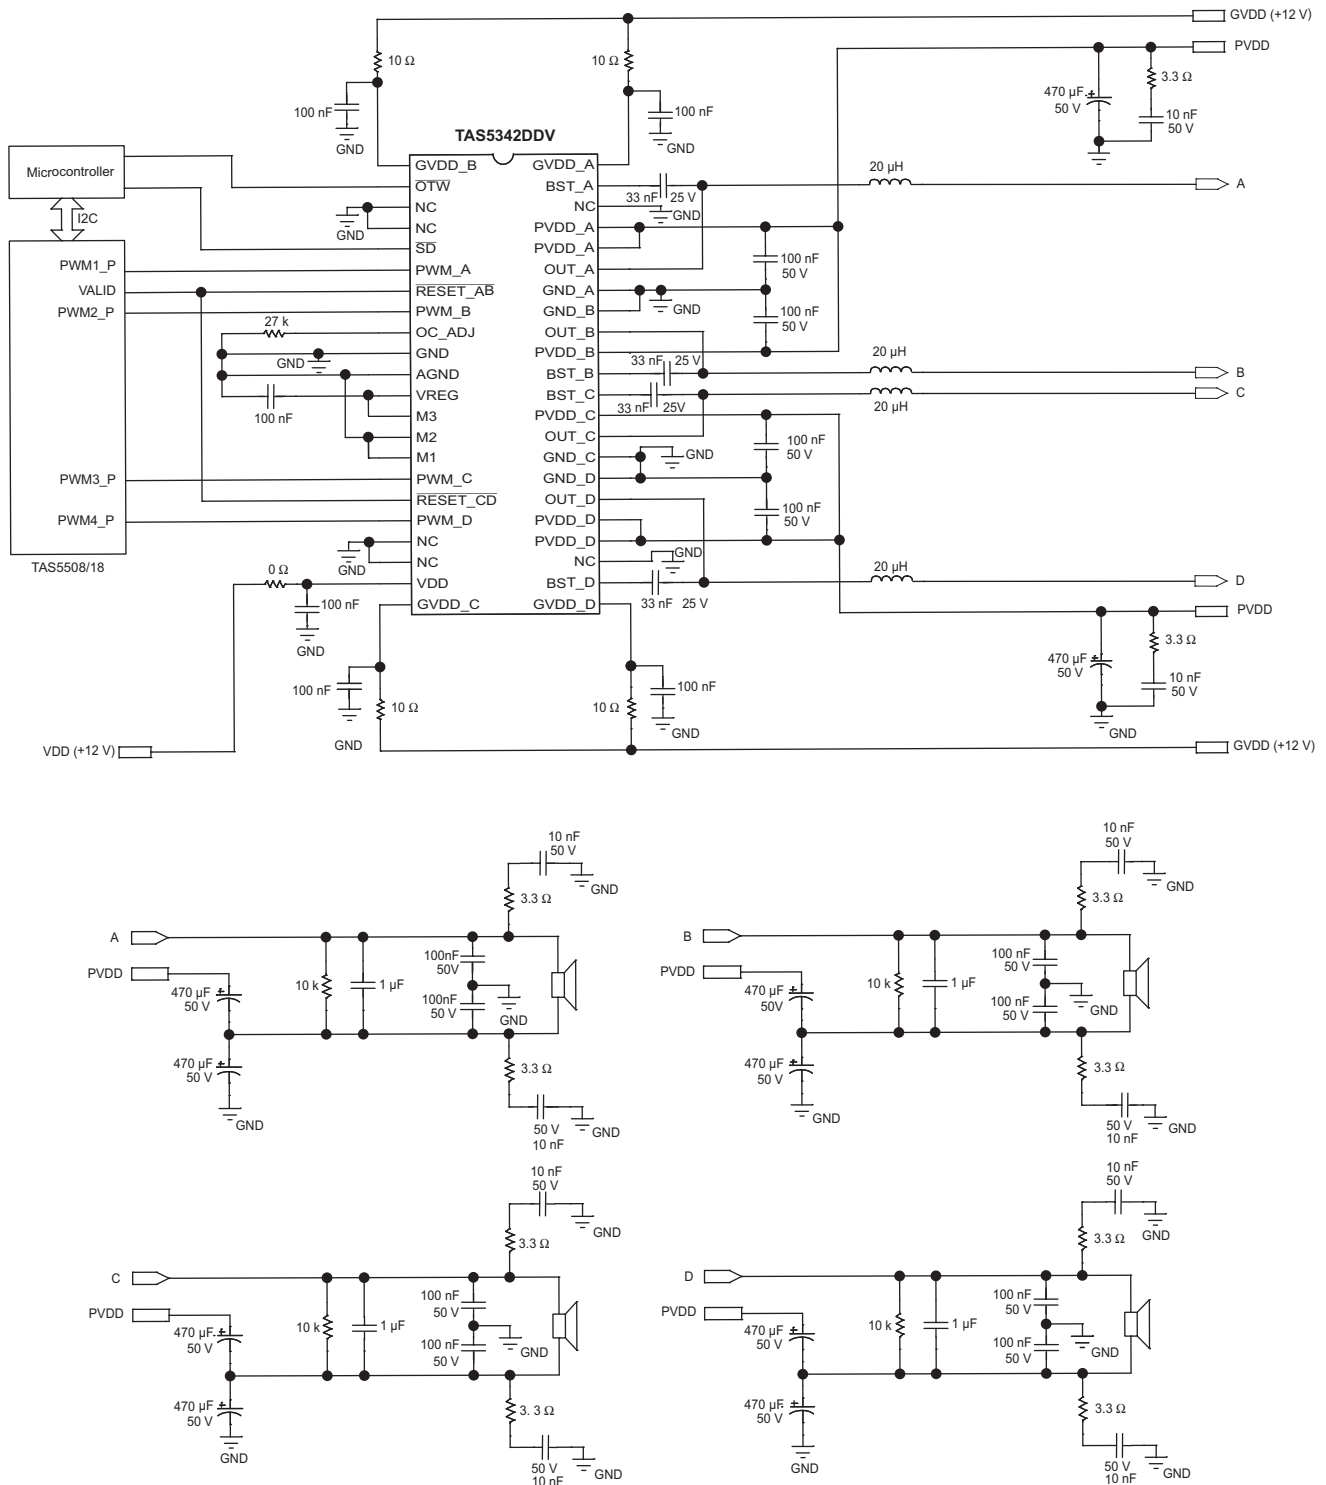 GVDD (+12 V)
PVDD
10 Ω
10 Ω
3.3 Ω
470 µF
50 V
10 nF
50 V
100 nF
GND
100 nF
GND
TAS5342DDV
Microcontroller
I2C
GVDD_B
OTW
NC
NC
SD
PWM_A
RESET_AB
PWM_B
OC_ADJ
GND
AGND
VREG
M3
M2
M1
PWM_C
RESET_CD
PWM_D
NC
NC
VDD
GVDD_C
GVDD_A
BST_A
NC
PVDD_A
PVDD_A
OUT_A
GND_A
GND_B
OUT_B
PVDD_B
BST_B
BST_C
PVDD_C
OUT_C
GND_C
GND_D
OUT_D
PVDD_D
PVDD_D
NC
BST_D
GVDD_D
PWM1_P
VALID
PWM2_P
PWM3_P
PWM4_P
TAS5508/18
GND
27 k
GND
100 nF
GND
0 Ω
100 nF
GND
100 nF
10 Ω
GND
VDD (+12 V)
20 µH
A
33 nF 25 V
GND
100 nF
50 V
GND
100 nF
50 V
33 nF 25 V
20 µH
B
33 nF 25V
20 µH
C
100 nF
50 V
GND
100 nF
50 V
GND
33 nF 25 V
20 µH
D
PVDD
3.3 Ω
470 µF
50 V
10 nF
50 V
GND
10 Ω
100 nF
GND
GVDD (+12 V)
10 nF
50 V
GND
3.3 Ω
A
PVDD
470 µF
50 V
10 k
1 µF
100nF
50V
100nF
50 V
GND
470 µF
50 V
GND
3.3 Ω
50 V
10 nF
GND
10 nF
50 V
GND
3.3 Ω
B
PVDD
470 µF
50V
10 k
1 µF
100 nF
50 V
100 nF
50 V
GND
470 µF
50 V
GND
3.3 Ω
50 V
10 nF
GND
10 nF
50 V
GND
3.3 Ω
C
PVDD
470 µF
50 V
10 k
1 µF
100 nF
50 V
100 nF
50 V
GND
470 µF
50 V
GND
3. 3 Ω
50 V
10 nF
GND
10 nF
50 V
GND
3.3 Ω
D
PVDD
470 µF
50 V
10 k
1 µF
100 nF
50 V
100 nF
50 V
GND
470 µF
50 V
GND
3.3 Ω
50 V
10 nF
GND